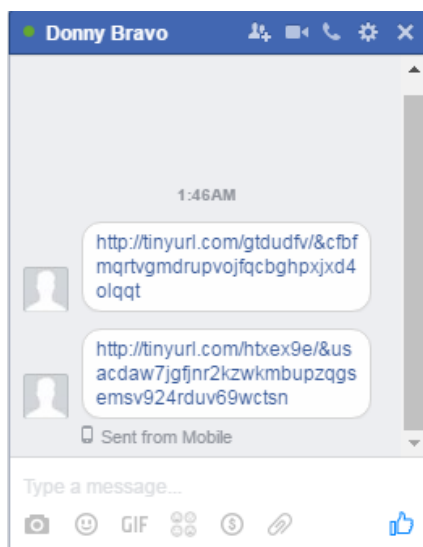 Donny Bravo
1:46AM
http://tinyurl.com/gtdudfv/&cfbf
mqrtvgmdrupvojfqcbghpxjxd4
olqqt
http://tinyurl.com/htxex9e/&us
acdaw7jgfjnr2kzwkmbupzqgs
emsv924rduv69wctsn
Sent from Mobile
Type a message...
GIF